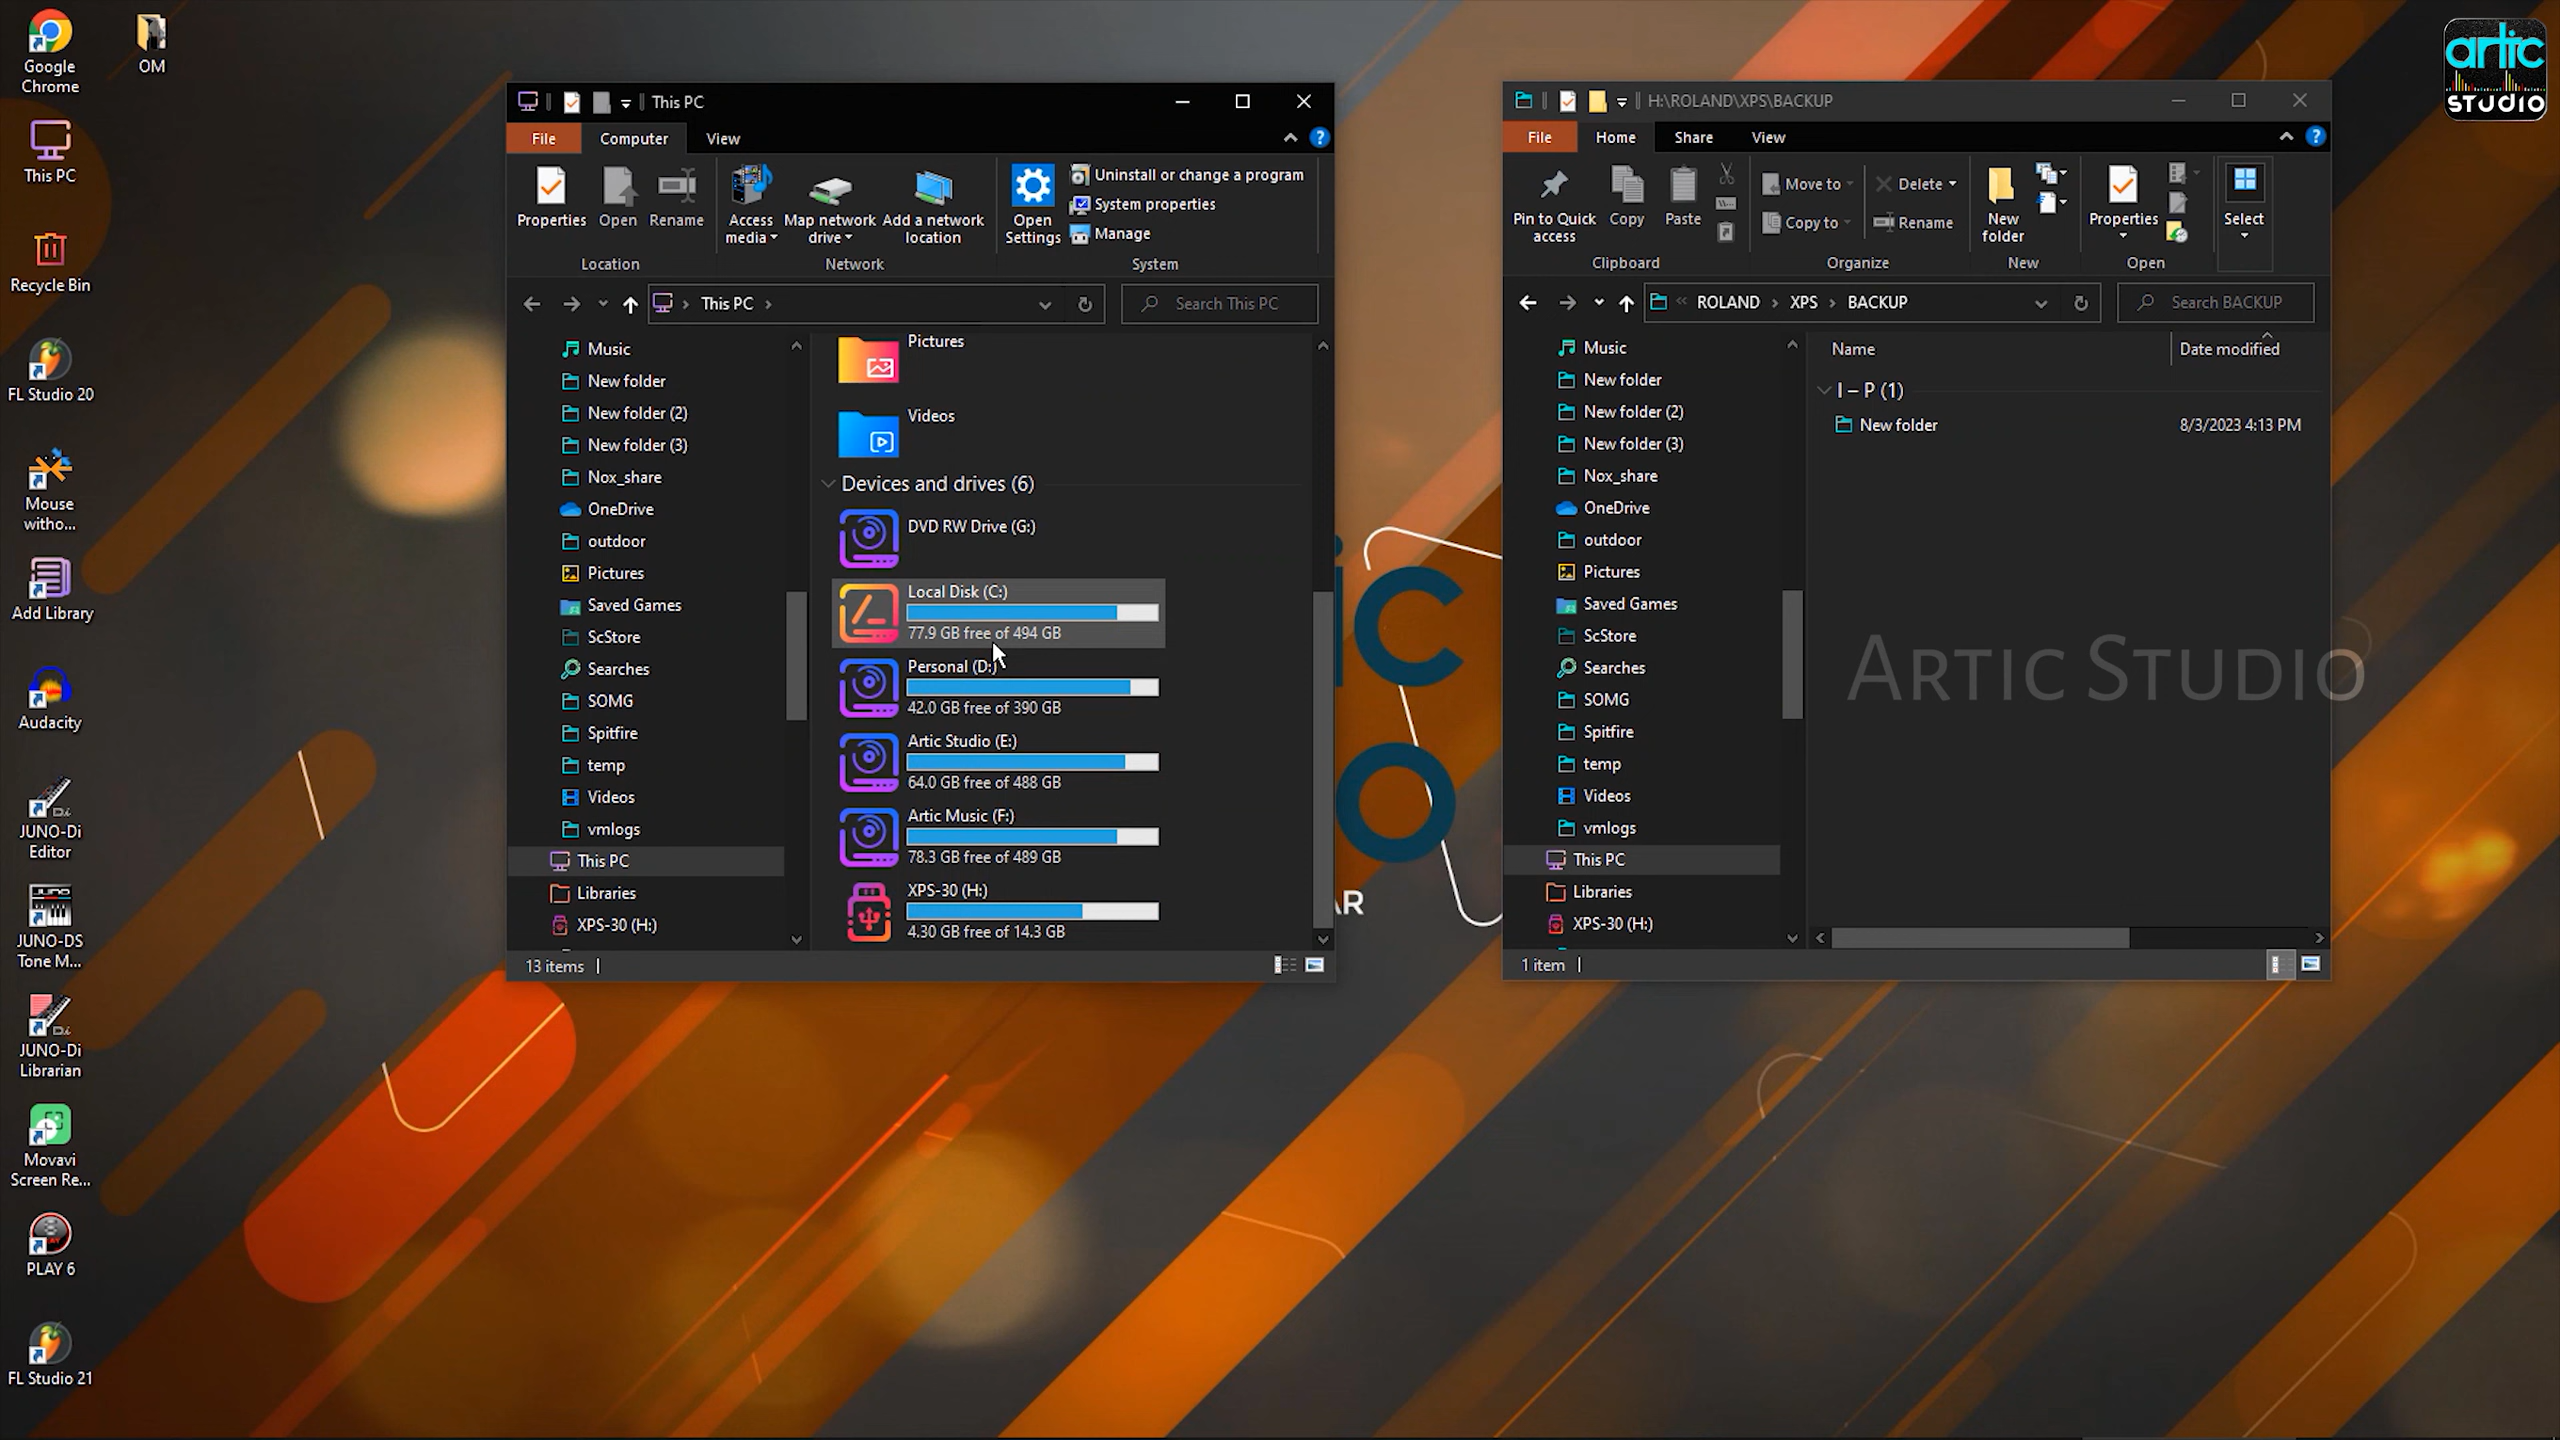 Google
Chrome
OM
This PC
Recycle Bin
FL Studio 20
Mouse
witho...
Add Library
Audacity
JUNO-Di
Editor
JUNO-DS
Tone M...
JUNO-Di
Librarian
Movavi
Screen Re...
PLAY 6
FL Studio 21
This PC
File
Computer
View
Properties
Open
Rename
Access
media
Map network
drive
Add a network
location
Open
Settings
Uninstall or change a program
System properties
Manage
Location
Network
System
This PC
Search This PC
Music
New folder
New folder (2)
New folder (3)
Nox_share
OneDrive
outdoor
Pictures
Saved Games
ScStore
Searches
SOMG
Spitfire
temp
Videos
vmlogs
This PC
Libraries
XPS-30 (H:)
Pictures
Videos
Devices and drives (6)
DVD RW Drive (G:)
Local Disk (C:)
77.9 GB free of 494 GB
Personal (D:)
42.0 GB free of 390 GB
Artic Studio (E:)
64.0 GB free of 488 GB
Artic Music (F:)
78.3 GB free of 489 GB
XPS-30 (H:)
4.30 GB free of 14.3 GB
13 items
H:\ROLAND\XPS\BACKUP
File
Home
Share
View
Pin to Quick
access
Copy
Paste
Move to
Copy to
Delete
Rename
New
folder
Properties
Select
Clipboard
Organize
New
Open
ROLAND
XPS
BACKUP
Search BACKUP
Music
New folder
New folder (2)
New folder (3)
Nox_share
OneDrive
outdoor
Pictures
Saved Games
ScStore
Searches
SOMG
Spitfire
temp
Videos
vmlogs
This PC
Libraries
XPS-30 (H:)
Name
Date modified
I – P (1)
New folder
8/3/2023 4:13 PM
1 item
artic
STUDIO
ARTIC STUDIO